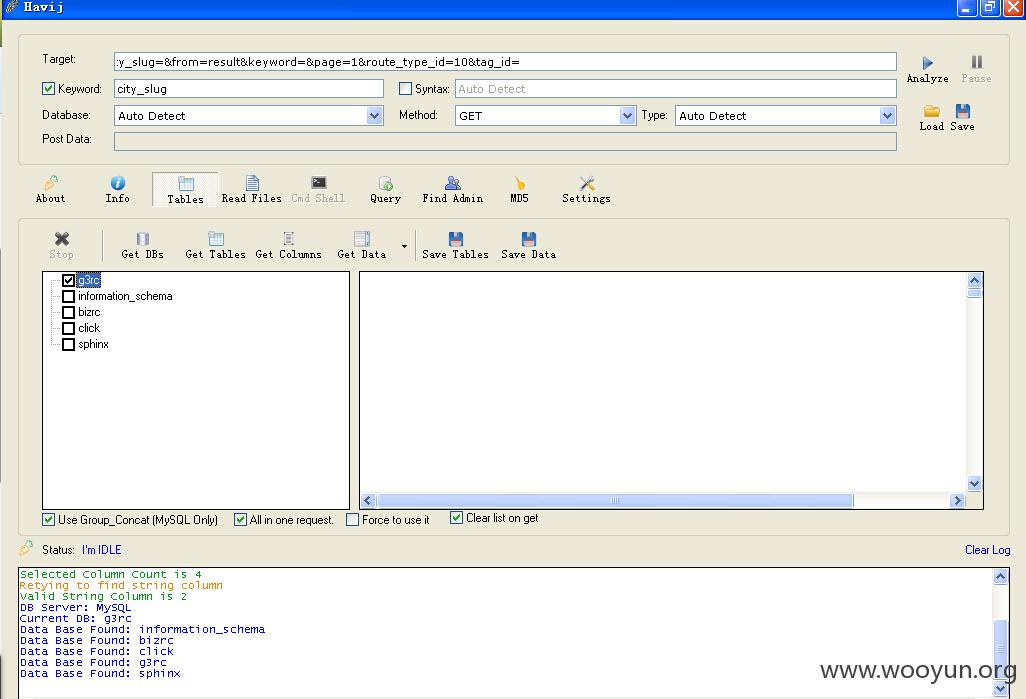 Havij
Target: :y_slug=&from=result&keyword=&page=1&route_type_id=10&tag_id=
Analyze Pause
Keyword: city_slug Syntax: Auto Detect
Database: Auto Detect Method: GET Type: Auto Detect
Load Save
Post Data:
About Info Tables Read Files Cmd Shell Query Find Admin MD5 Settings
Stop Get DBs Get Tables Get Columns Get Data Save Tables Save Data
g3rc
information_schema
bizrc
click
sphinx
Use Group_Concat (MySQL Only) All in one request. Force to use it Clear list on get
Status: I'm IDLE Clear Log
Selected Column Count is 4
Retying to find string column
Valid String Column is 2
DB Server: MySQL
Current DB: g3rc
Data Base Found: information_schema
Data Base Found: bizrc
Data Base Found: click
Data Base Found: g3rc
Data Base Found: sphinx
www.wooyun.org